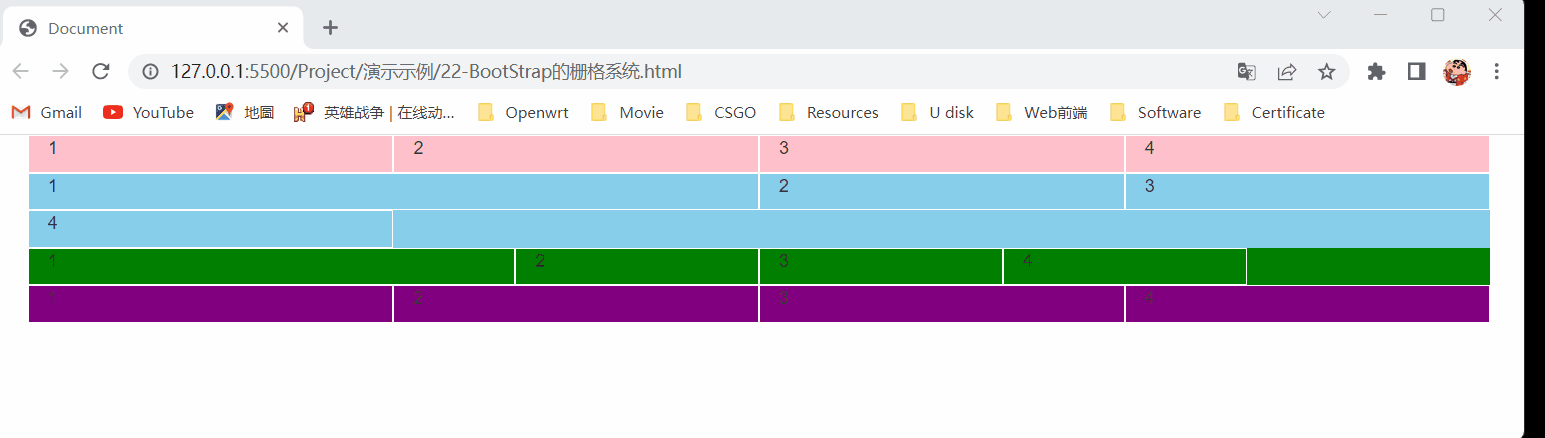 Document
127.0.0.1:5500/Project/演示示例/22-BootStrap的栅格系统.html
Gmail YouTube 地圖 英雄战争 | 在线动... Openwrt Movie CSGO Resources U disk Web前端 Software Certificate
1 2 3 4
1 2 3
4
1 2 3 4
1 2 3 4